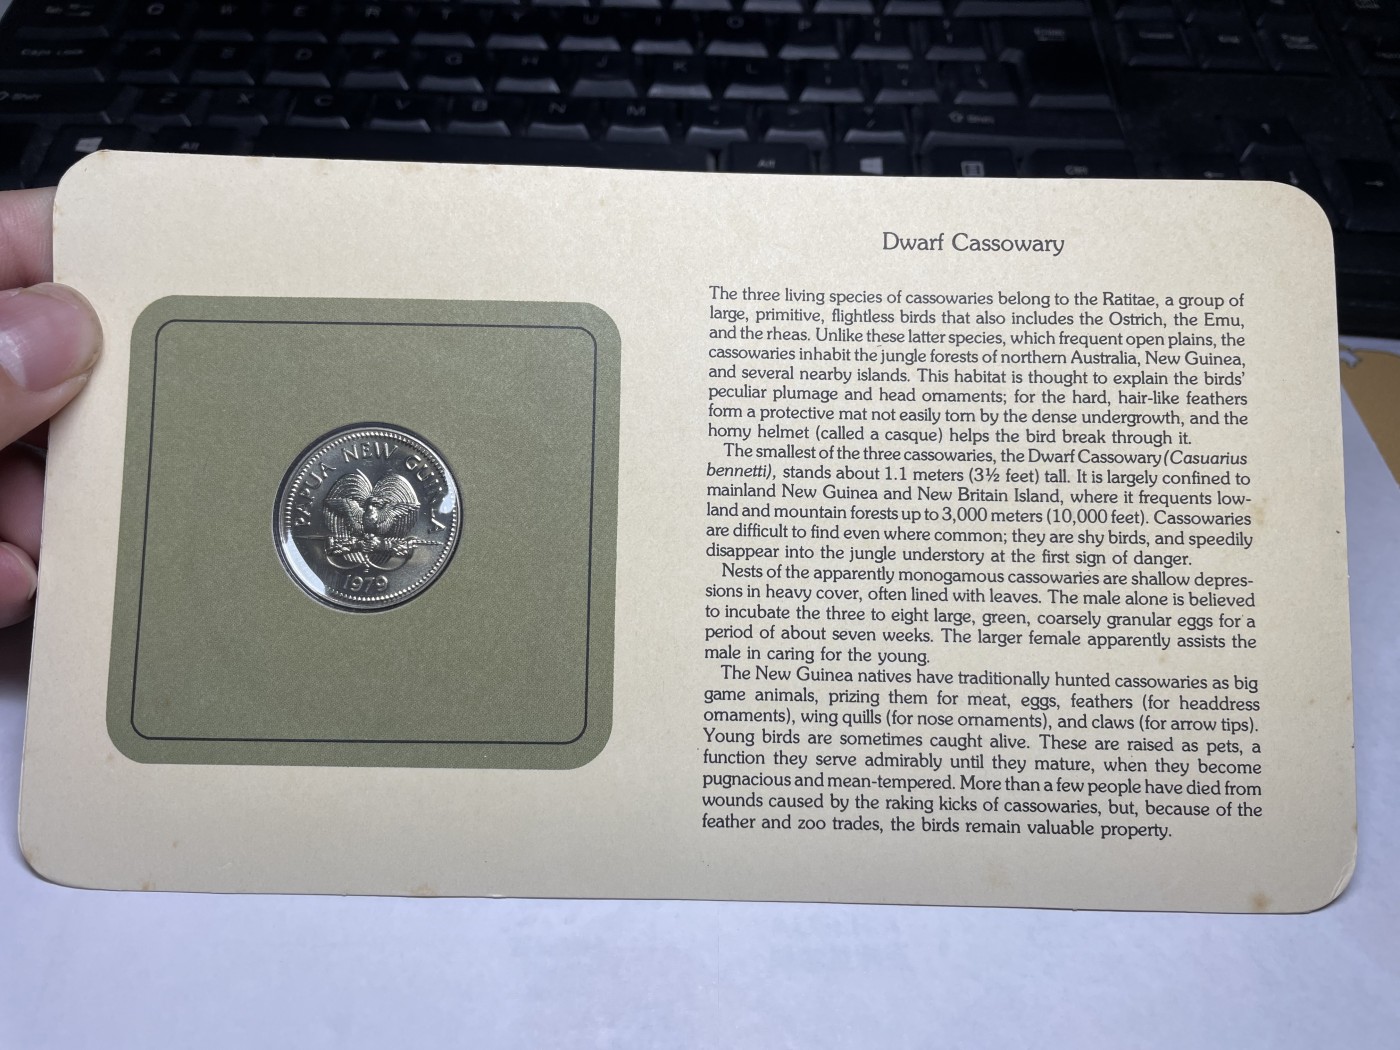 Caps Lock
Q W E R T Y U I O P
A S D F G H J K L
Shift Z X C V B N M Shift
Alt Alt Ctrl
Dwarf Cassowary
The three living species of cassowaries belong to the Ratitae, a group of
large, primitive, flightless birds that also includes the Ostrich, the Emu,
and the rheas. Unlike these latter species, which frequent open plains, the
cassowaries inhabit the jungle forests of northern Australia, New Guinea,
and several nearby islands. This habitat is thought to explain the birds'
peculiar plumage and head ornaments; for the hard, hair-like feathers
form a protective mat not easily torn by the dense undergrowth, and the
horny helmet (called a casque) helps the bird break through it.
The smallest of the three cassowaries, the Dwarf Cassowary (Casuarius
bennetti), stands about 1.1 meters (3½ feet) tall. It is largely confined to
mainland New Guinea and New Britain Island, where it frequents low-
land and mountain forests up to 3,000 meters (10,000 feet). Cassowaries
are difficult to find even where common; they are shy birds, and speedily
disappear into the jungle understory at the first sign of danger.
Nests of the apparently monogamous cassowaries are shallow depres-
sions in heavy cover, often lined with leaves. The male alone is believed
to incubate the three to eight large, green, coarsely granular eggs for a
period of about seven weeks. The larger female apparently assists the
male in caring for the young.
The New Guinea natives have traditionally hunted cassowaries as big
game animals, prizing them for meat, eggs, feathers (for headdress
ornaments), wing quills (for nose ornaments), and claws (for arrow tips).
Young birds are sometimes caught alive. These are raised as pets, a
function they serve admirably until they mature, when they become
pugnacious and mean-tempered. More than a few people have died from
wounds caused by the raking kicks of cassowaries, but, because of the
feather and zoo trades, the birds remain valuable property.
PAPUA NEW GUINEA
1979